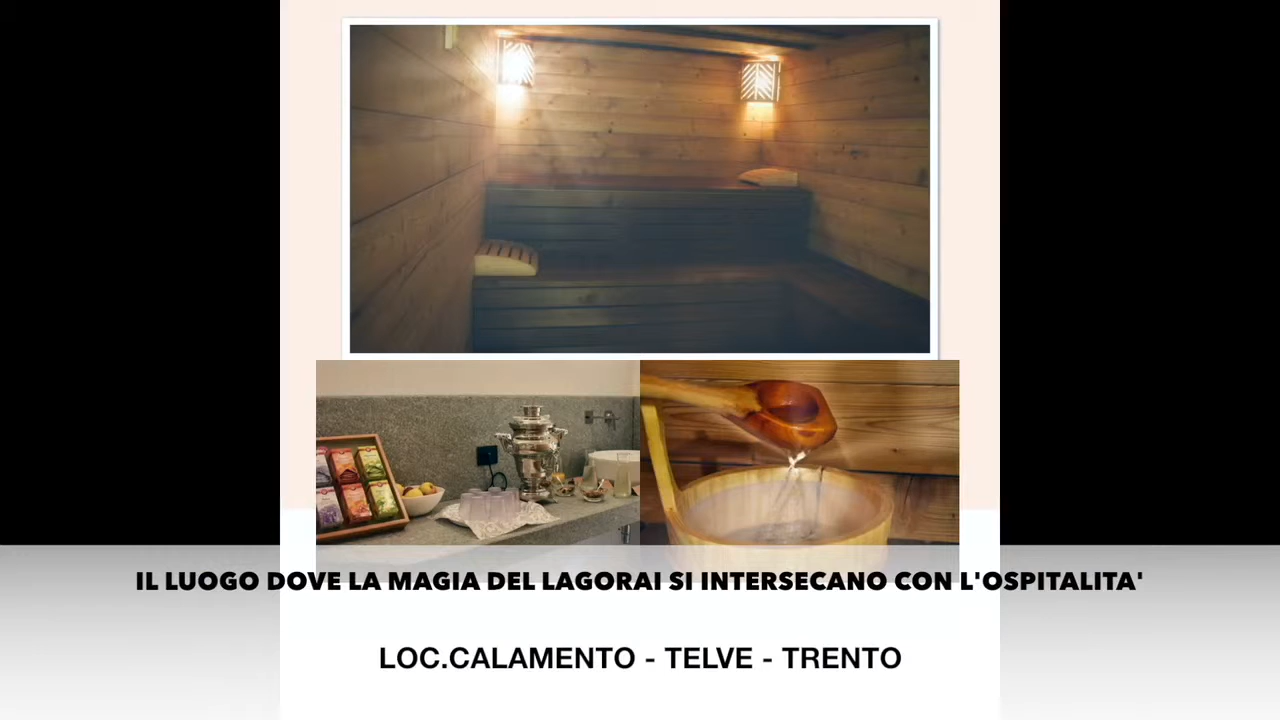 IL LUOGO DOVE LA MAGIA DEL LAGORAI SI INTERSECANO CON L'OSPITALITA'
LOC.CALAMENTO - TELVE - TRENTO